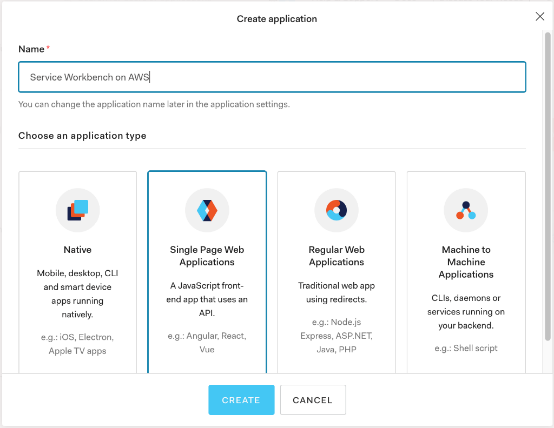 Create application
Name *
Service Workbench on AWS
You can change the application name later in the application settings.
Choose an application type
Native
Mobile, desktop, CLI
and smart device
apps running
natively.
e.g.: iOS, Electron,
Apple TV apps
Single Page Web
Applications
A JavaScript front-
end app that uses an
API.
e.g.: Angular, React,
Vue
Regular Web
Applications
Traditional web app
using redirects.
e.g.: Node.js
Express, ASP.NET,
Java, PHP
Machine to
Machine
Applications
CLIs, daemons or
services running on
your backend.
e.g.: Shell script
CREATE
CANCEL